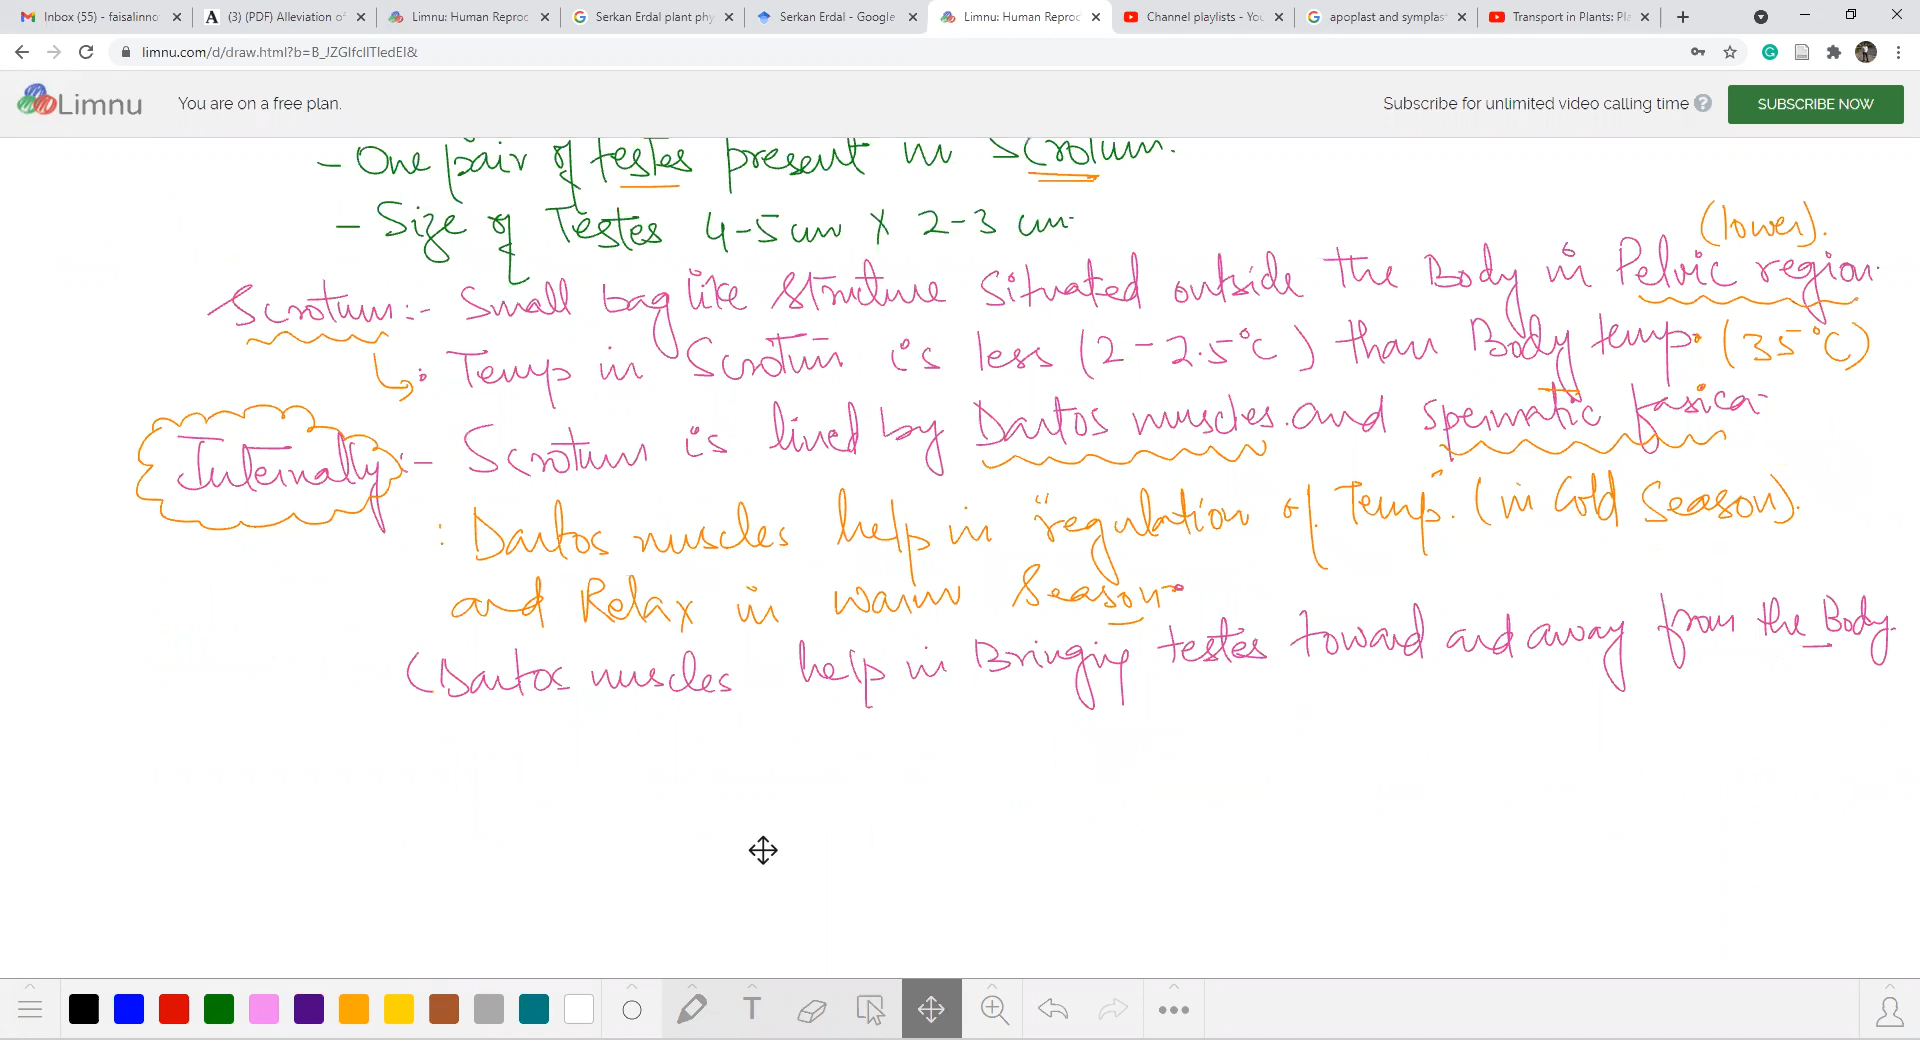 Inbox (55) - faisalinno
(3) (PDF) Alleviation of
Limnu: Human Reproc
Serkan Erdal plant phy
Serkan Erdal - Google
Limnu: Human Reproc
Channel playlists - You
apoplast and symplas
Transport in Plants: Pla
limnu.com/d/draw.html?b=B_JZGIfcIITledEI&
Limnu
You are on a free plan.
Subscribe for unlimited video calling time ?
SUBSCRIBE NOW
- One pair of testes present in Scrotum.
- Size of Testes 4-5 cm X 2-3 cm
(lower).
Scrotum:- Small bag like Structure Situated outside the Body in Pelvic region.
: Temp in Scrotum is less (2-2.5°C) than Body temp. (35°C)
Internally :- Scrotum is lined by Dartos muscles and spermatic fasica
: Dartos muscles help in "regulation of Temp." (in Cold Season).
and Relax in warm Season.
(Dartos muscles help in Bringing testes toward and away from the Body.
T